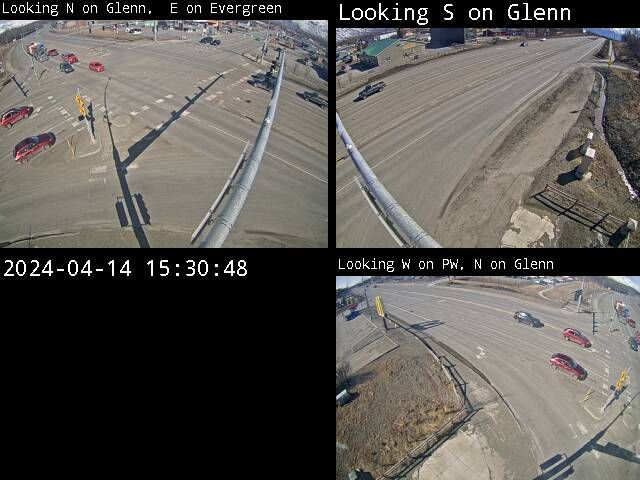 Looking N on Glenn,  E on Evergreen
Looking S on Glenn
2024-04-14 15:30:48
Looking W on PW, N on Glenn